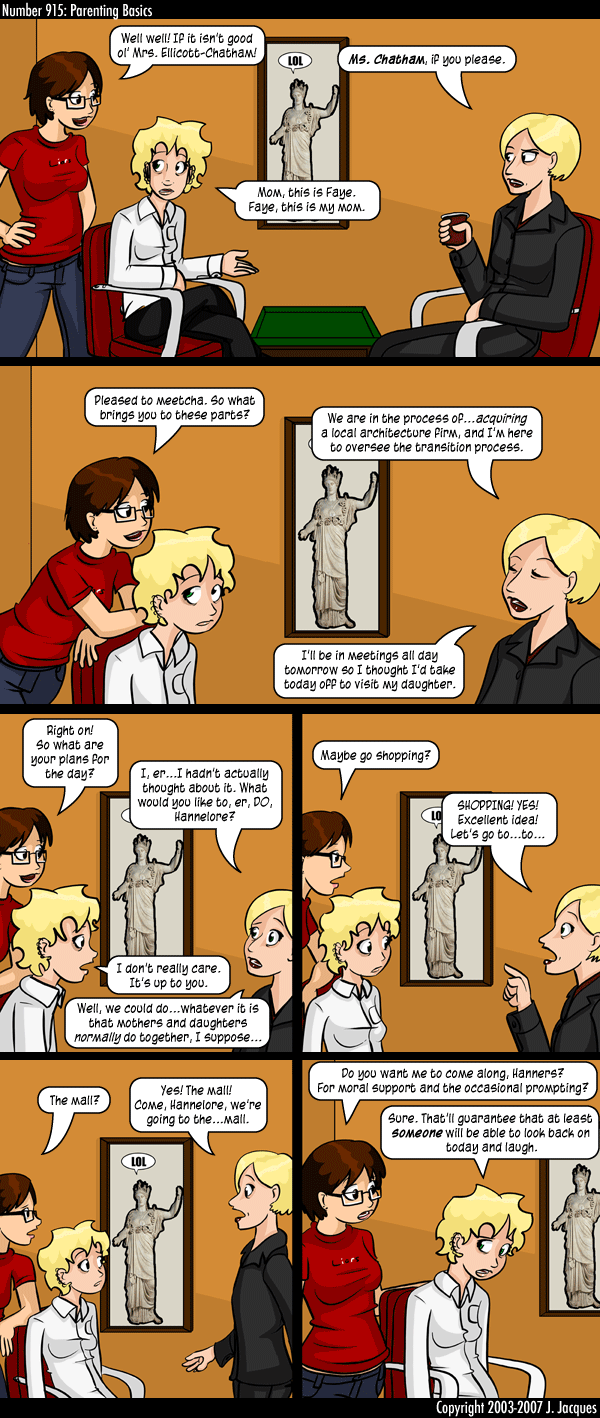 Number 915: Parenting Basics
Well well! If it isn't good
ol' Mrs. Ellicott-Chatham!
LOL
Ms. Chatham, if you please.
Mom, this is Faye.
Faye, this is my mom.
Pleased to meetcha. So what
brings you to these parts?
We are in the process of...acquiring
a local architecture firm, and I'm here
to oversee the transition process.
I'll be in meetings all day
tomorrow so I thought I'd take
today off to visit my daughter.
Right on!
So what are
your plans for
the day?
I, er...I hadn't actually
thought about it. What
would you like to, er, DO,
Hannelore?
I don't really care.
It's up to you.
Well, we could do...whatever it is
that mothers and daughters
normally do together, I suppose...
Maybe go shopping?
LO
SHOPPING! YES!
Excellent idea!
Let's go to...to...
The mall?
Yes! The mall!
Come, Hannelore, we're
going to the...mall.
LOL
Do you want me to come along, Hanners?
For moral support and the occasional prompting?
Sure. That'll guarantee that at least
someone will be able to look back on
today and laugh.
Copyright 2003-2007 J. Jacques